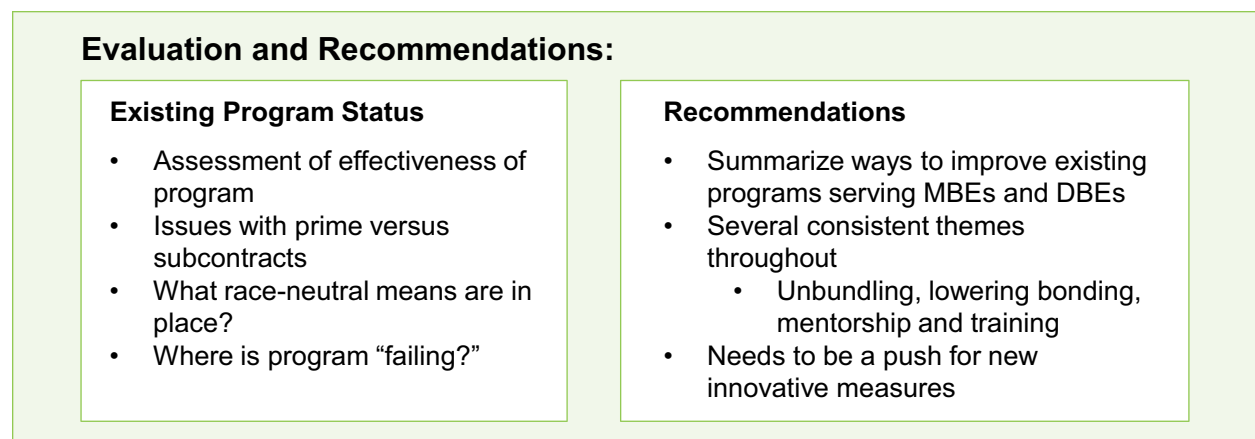 Evaluation and Recommendations:
Existing Program Status
• Assessment of effectiveness of
program
• Issues with prime versus
subcontracts
• What race-neutral means are in
place?
• Where is program “failing?”
Recommendations
• Summarize ways to improve existing
programs serving MBEs and DBEs
• Several consistent themes
throughout
• Unbundling, lowering bonding,
mentorship and training
• Needs to be a push for new
innovative measures